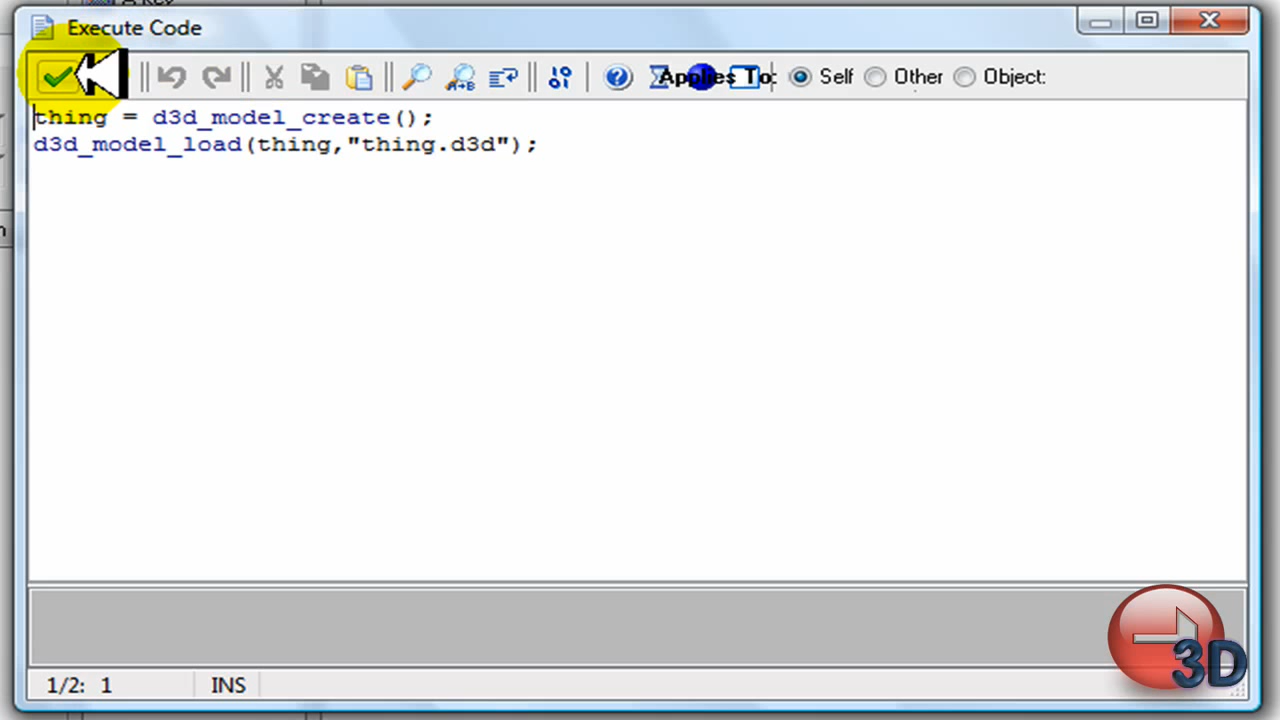 Execute Code
Applies To: Self Other Object:
thing = d3d_model_create();
d3d_model_load(thing,"thing.d3d");
1/2: 1 INS
3D